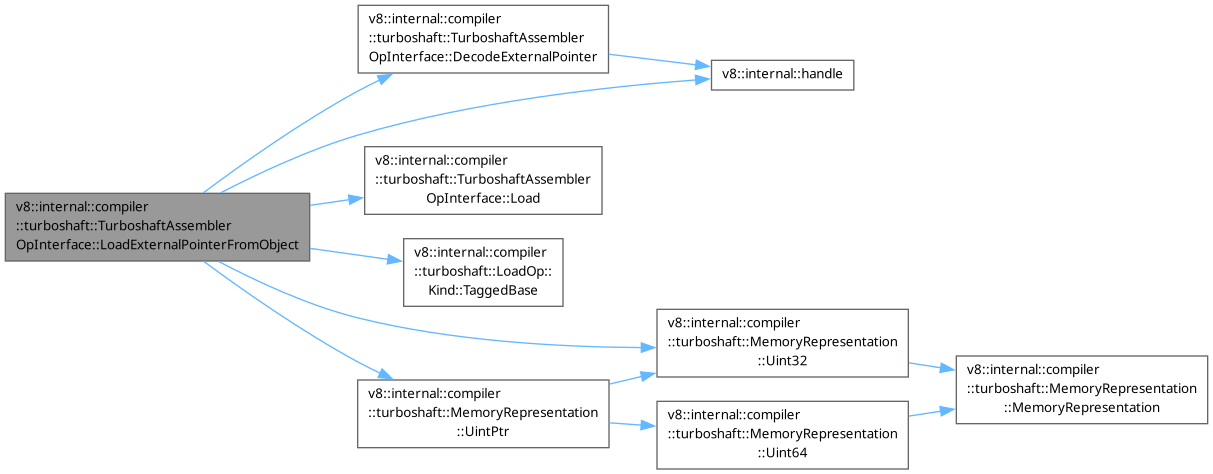 v8::internal::compiler
::turboshaft::TurboshaftAssembler
OpInterface::LoadExternalPointerFromObject
v8::internal::compiler
::turboshaft::TurboshaftAssembler
OpInterface::DecodeExternalPointer
v8::internal::handle
v8::internal::compiler
::turboshaft::TurboshaftAssembler
OpInterface::Load
v8::internal::compiler
::turboshaft::LoadOp::
Kind::TaggedBase
v8::internal::compiler
::turboshaft::MemoryRepresentation
::Uint32
v8::internal::compiler
::turboshaft::MemoryRepresentation
::UintPtr
v8::internal::compiler
::turboshaft::MemoryRepresentation
::Uint64
v8::internal::compiler
::turboshaft::MemoryRepresentation
::MemoryRepresentation